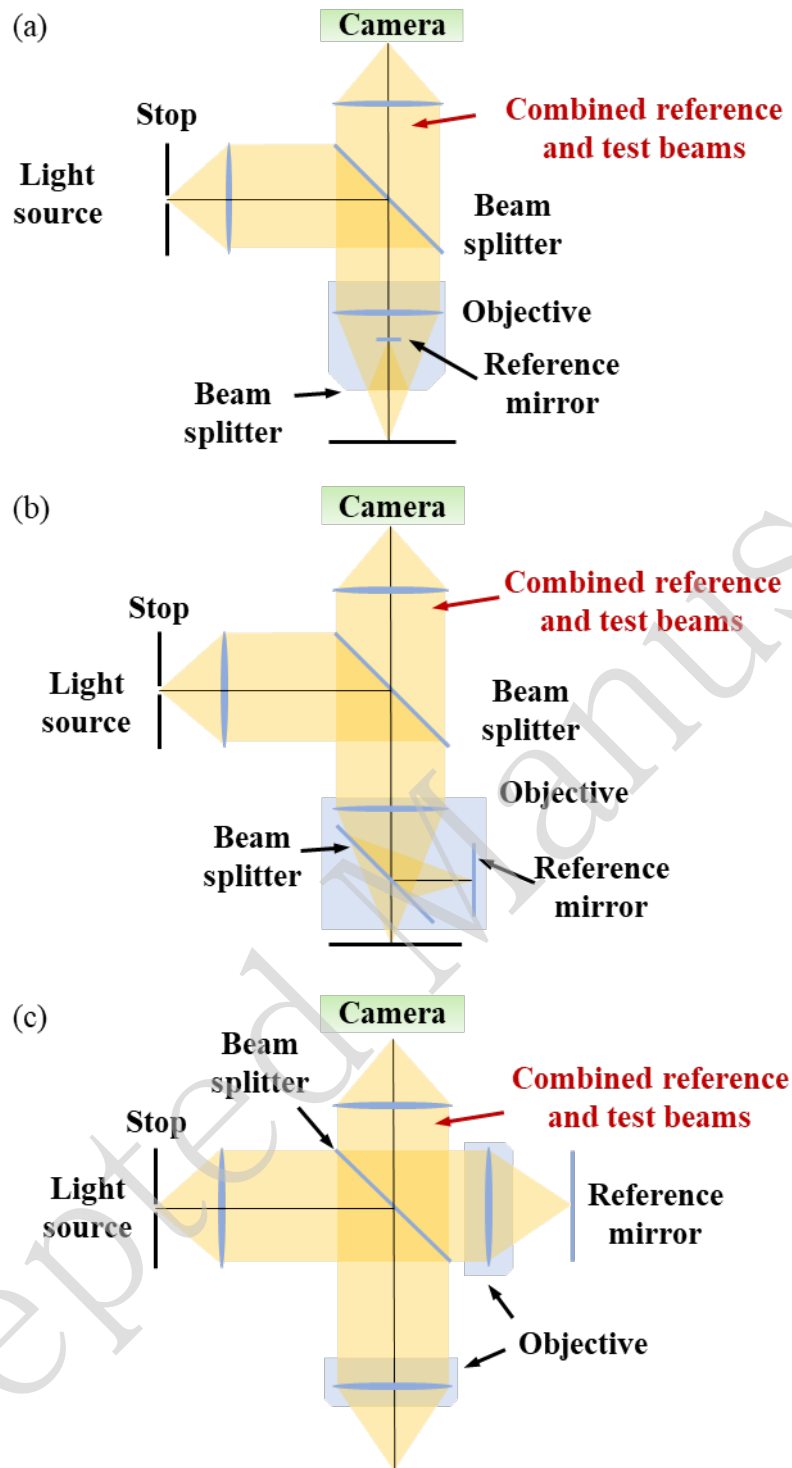 (a)
Camera
Stop
Combined reference
and test beams
Light
source
Beam
splitter
Objective
Reference
mirror
Beam
splitter
(b)
Camera
Combined reference
and test beams
Stop
Light
source
Beam
splitter
Objective
Beam
splitter
Reference
mirror
(c)
Camera
Beam
splitter
Combined reference
and test beams
Stop
Light
source
Reference
mirror
Objective
epted Manus